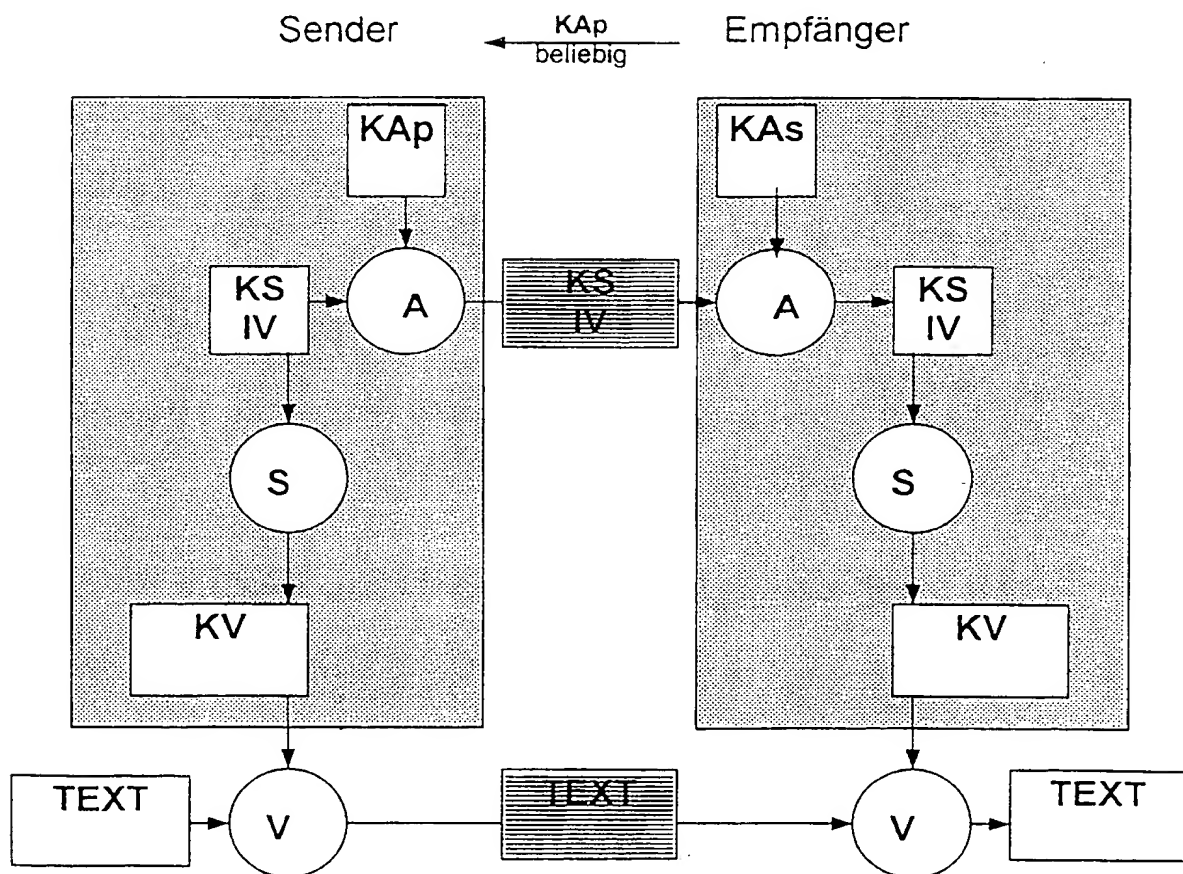 Sender
KAp
beliebig
Empfänger
KAp
KAs
KS
IV
A
KS
IV
A
KS
IV
S
S
KV
KV
TEXT
V
TEXT
V
TEXT